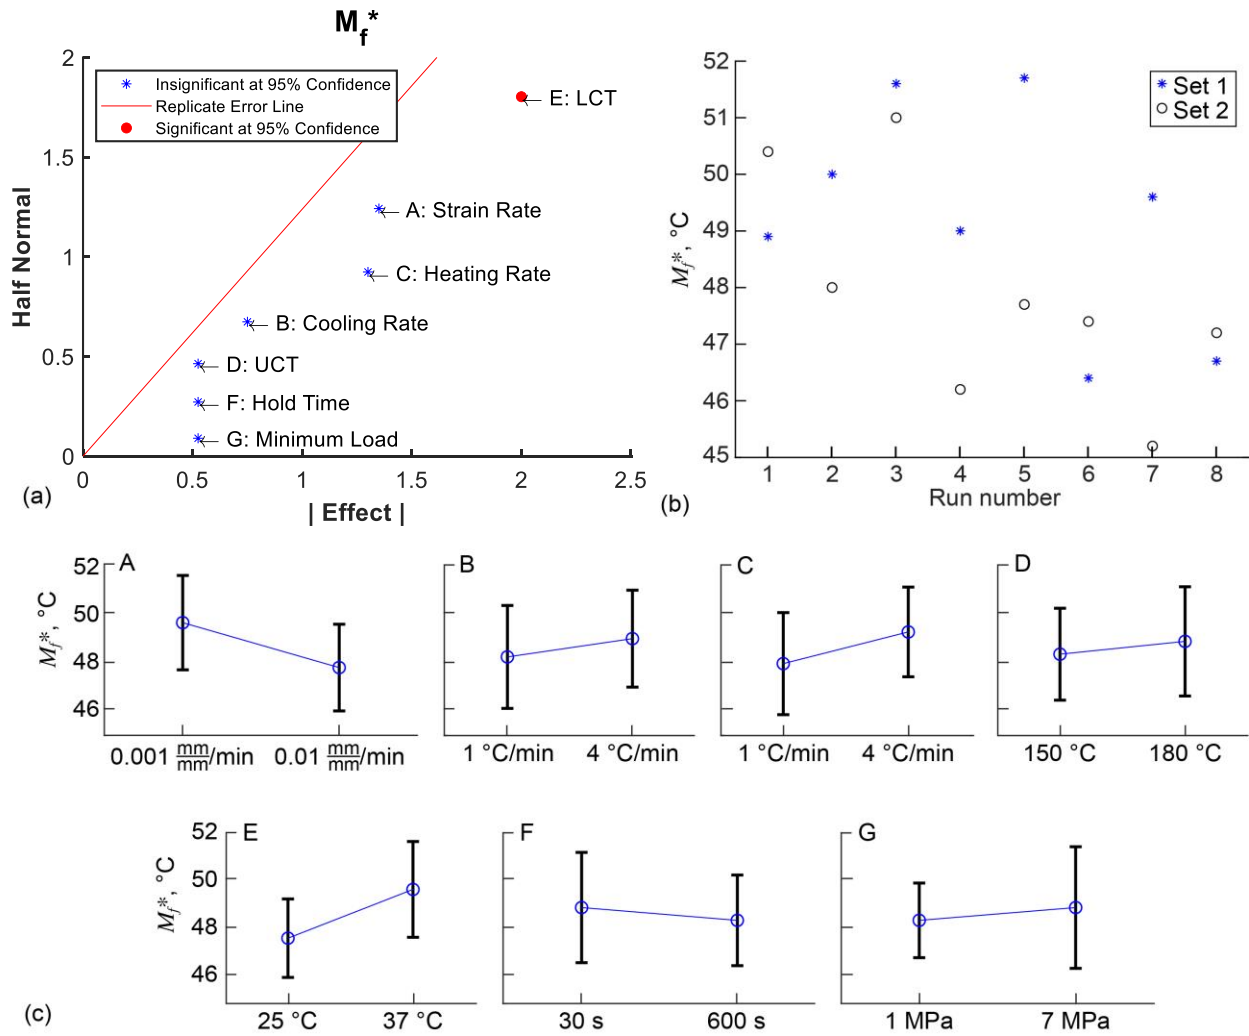 M_f*
2
1.5
1
0.5
0
Half Normal
Insignificant at 95% Confidence
Replicate Error Line
Significant at 95% Confidence
E: LCT
A: Strain Rate
C: Heating Rate
B: Cooling Rate
D: UCT
F: Hold Time
G: Minimum Load
0 0.5 1 1.5 2 2.5
| Effect |
(a)
52
51
50
49
48
47
46
45
M_f*, °C
Set 1
Set 2
1 2 3 4 5 6 7 8
Run number
(b)
A
52
50
48
46
M_f*, °C
0.001 mm/mm/min 0.01 mm/mm/min
B
1 °C/min 4 °C/min
C
1 °C/min 4 °C/min
D
150 °C 180 °C
E
52
50
48
46
M_f*, °C
25 °C 37 °C
F
30 s 600 s
G
1 MPa 7 MPa
(c)